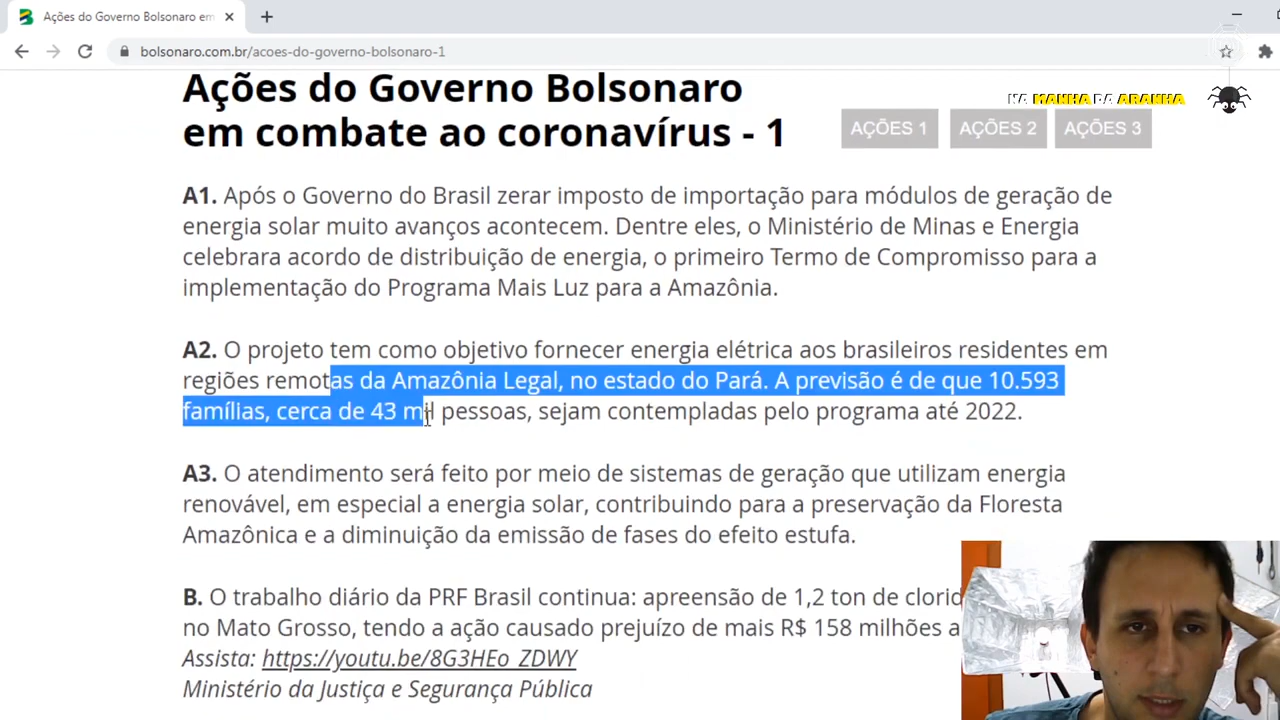 Ações do Governo Bolsonaro em
bolsonaro.com.br/acoes-do-governo-bolsonaro-1
NA MANHA DA ARANHA
Ações do Governo Bolsonaro
em combate ao coronavírus - 1
AÇÕES 1
AÇÕES 2
AÇÕES 3
A1. Após o Governo do Brasil zerar imposto de importação para módulos de geração de
energia solar muito avanços acontecem. Dentre eles, o Ministério de Minas e Energia
celebrara acordo de distribuição de energia, o primeiro Termo de Compromisso para a
implementação do Programa Mais Luz para a Amazônia.
A2. O projeto tem como objetivo fornecer energia elétrica aos brasileiros residentes em
regiões remotas da Amazônia Legal, no estado do Pará. A previsão é de que 10.593
famílias, cerca de 43 mil pessoas, sejam contempladas pelo programa até 2022.
A3. O atendimento será feito por meio de sistemas de geração que utilizam energia
renovável, em especial a energia solar, contribuindo para a preservação da Floresta
Amazônica e a diminuição da emissão de fases do efeito estufa.
B. O trabalho diário da PRF Brasil continua: apreensão de 1,2 ton de
no Mato Grosso, tendo a ação causado prejuízo de mais R$ 158 milhões a
Assista: https://youtu.be/8G3HEo_ZDWY
Ministério da Justiça e Segurança Pública